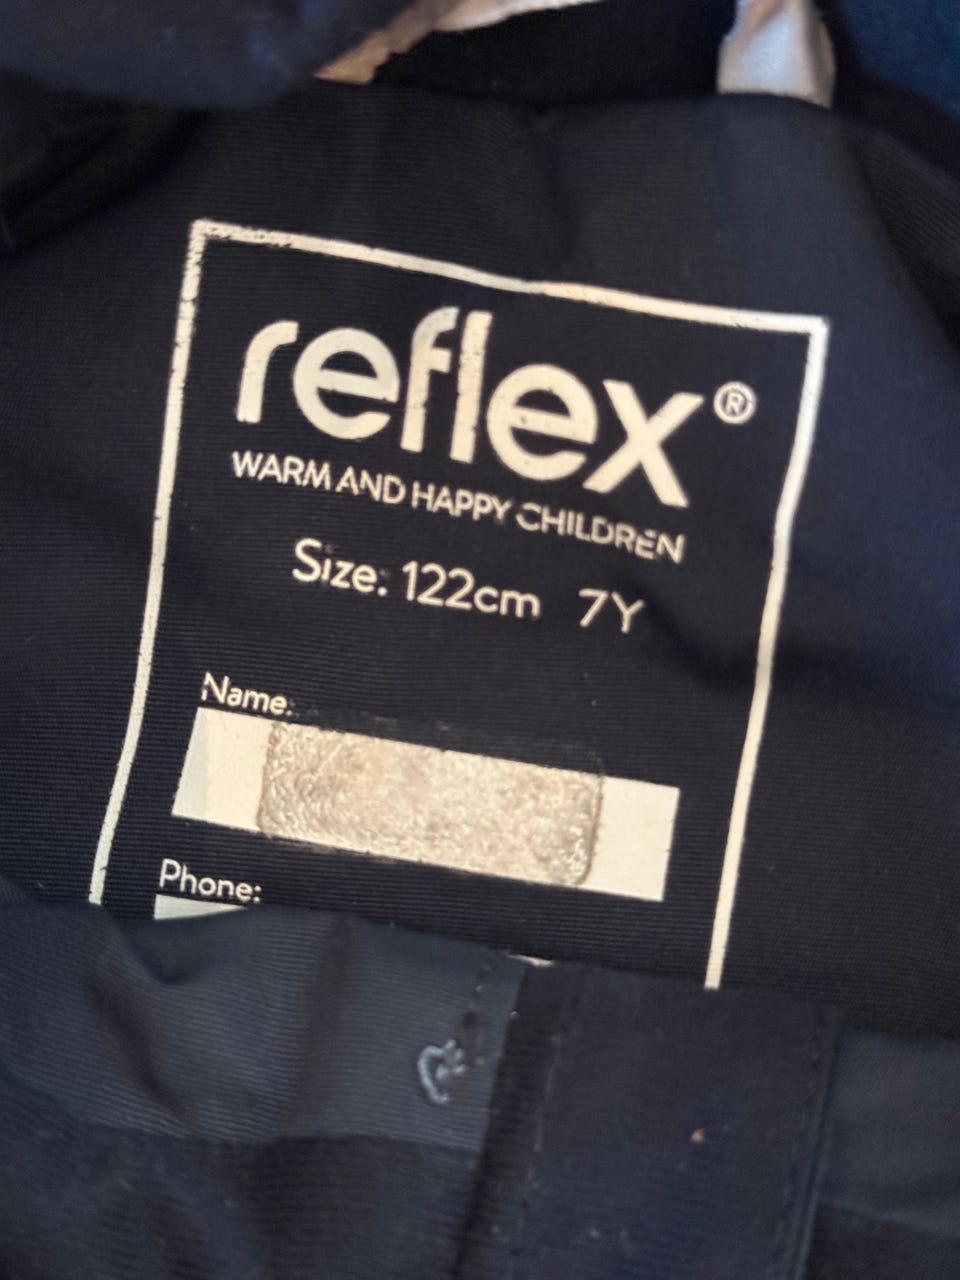 reflex®
WARM AND HAPPY CHILDREN
Size: 122cm 7Y
Name:
Phone: